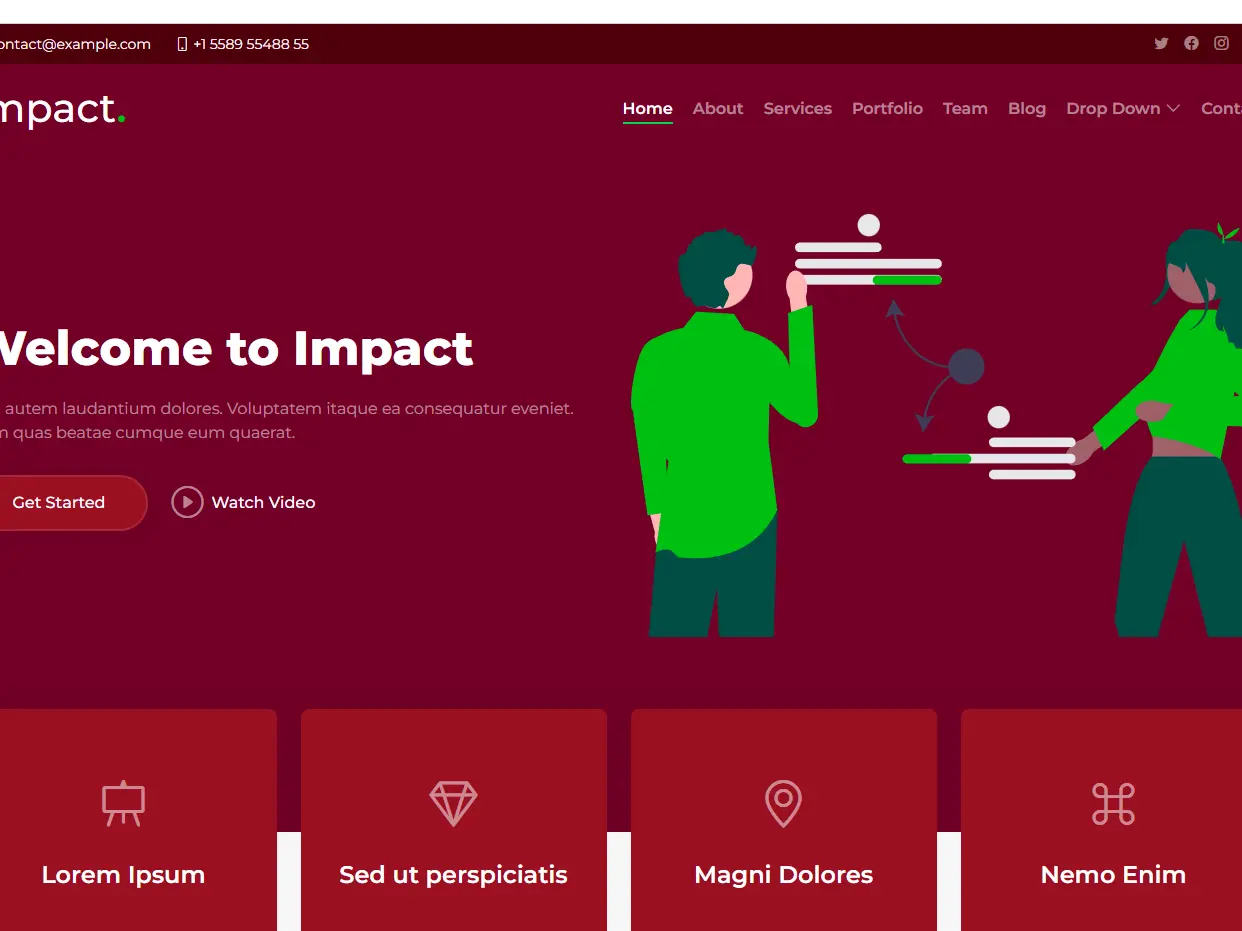 ontact@example.com +1 5589 55488 55
mpact.
Home About Services Portfolio Team Blog Drop Down Conta
Welcome to Impact
autem laudantium dolores. Voluptatem itaque ea consequatur eveniet.
quas beatae cumque eum quaerat.
Get Started Watch Video
Lorem Ipsum
Sed ut perspiciatis
Magni Dolores
Nemo Enim